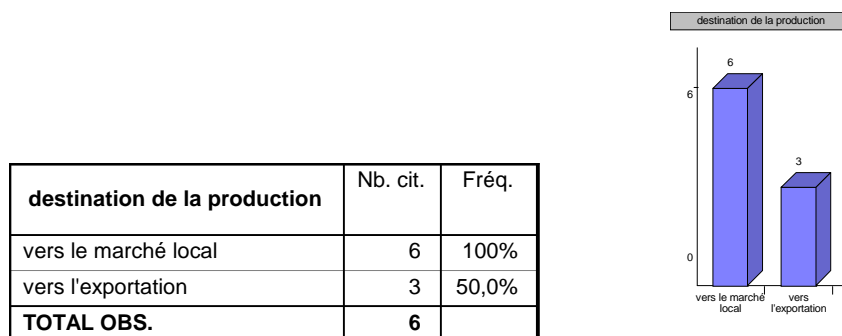 destination de la production
6
6
3
0
vers le marché local
vers l'exportation
destination de la production Nb. cit. Fréq.
vers le marché local 6 100%
vers l'exportation 3 50,0%
TOTAL OBS. 6